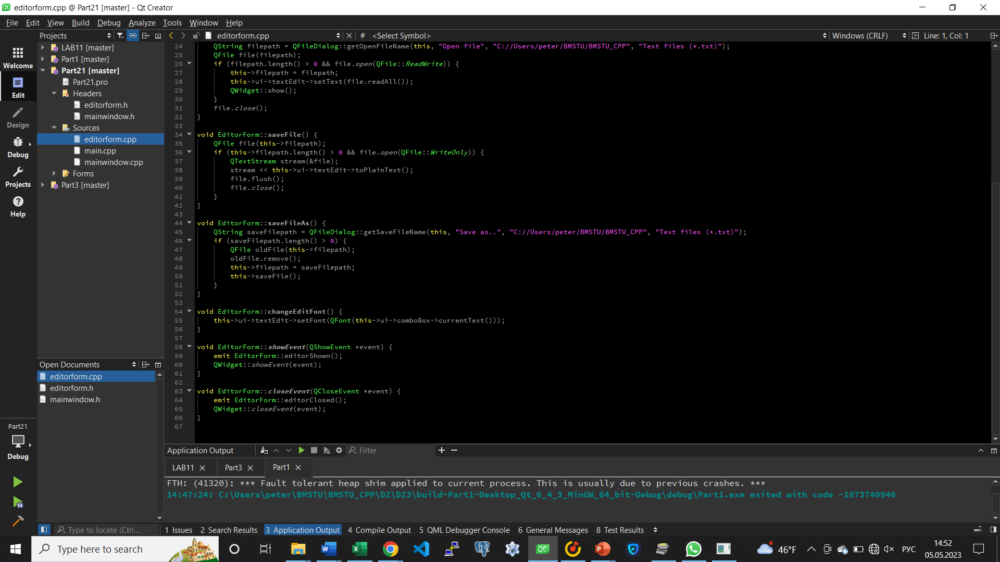 editorform.cpp @ Part21 [master] - Qt Creator
File Edit View Build Debug Analyze Tools Window Help
Projects
editorform.cpp
# <Select Symbol>
Windows (CRLF)
Line: 1, Col: 1
Welcome
Edit
Design
Debug
Projects
Help
LAB11 [master]
Part1 [master]
Part21 [master]
Part21.pro
Headers
editorform.h
mainwindow.h
Sources
editorform.cpp
main.cpp
mainwindow.cpp
Forms
Part3 [master]
Open Documents
editorform.cpp
editorform.h
mainwindow.h
Part21
Debug
24 QString filepath = QFileDialog::getOpenFileName(this, "Open file", "C://Users/peter/BMSTU/BMSTU_CPP", "Text files (*.txt)");
25 QFile file(filepath);
26 if (filepath.length() > 0 && file.open(QFile::ReadWrite)) {
27 this->filepath = filepath;
28 this->ui->textEdit->setText(file.readAll());
29 QWidget::show();
30 }
31 file.close();
32 }
33
34 void EditorForm::saveFile() {
35 QFile file(this->filepath);
36 if (this->filepath.length() > 0 && file.open(QFile::WriteOnly)) {
37 QTextStream stream(&file);
38 stream << this->ui->textEdit->toPlainText();
39 file.flush();
40 file.close();
41 }
42 }
43
44 void EditorForm::saveFileAs() {
45 QString saveFilepath = QFileDialog::getSaveFileName(this, "Save as..", "C://Users/peter/BMSTU/BMSTU_CPP", "Text files (*.txt)");
46 if (saveFilepath.length() > 0) {
47 QFile oldFile(this->filepath);
48 oldFile.remove();
49 this->filepath = saveFilepath;
50 this->saveFile();
51 }
52 }
53
54 void EditorForm::changeEditFont() {
55 this->ui->textEdit->setFont(QFont(this->ui->comboBox->currentText()));
56 }
57
58 void EditorForm::showEvent(QShowEvent *event) {
59 emit EditorForm::editorShown();
60 QWidget::showEvent(event);
61 }
62
63 void EditorForm::closeEvent(QCloseEvent *event) {
64 emit EditorForm::editorClosed();
65 QWidget::closeEvent(event);
66 }
67
Application Output
Filter
LAB11 Part3 Part1
FTH: (41320): *** Fault tolerant heap shim applied to current process. This is usually due to previous crashes. ***
14:47:24: C:\Users\peter\BMSTU\BMSTU_CPP\DZ\DZ3\build-Part1-Desktop_Qt_6_4_3_MinGW_64_bit-Debug\debug\Part1.exe exited with code -1073740940
Type to locate (Ctrl...
1 Issues 2 Search Results 3 Application Output 4 Compile Output 5 QML Debugger Console 6 General Messages 8 Test Results
Type here to search
QC
46°F
РУС
14:52
05.05.2023